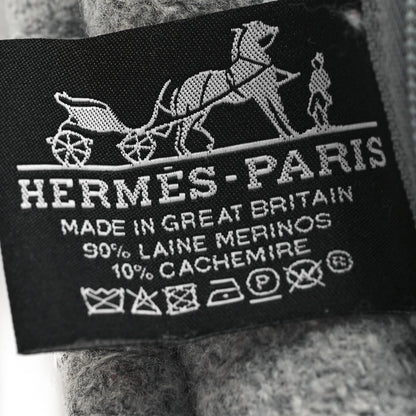 HERMÈS-PARIS
MADE IN GREAT BRITAIN
90% LAINE MERINOS
10% CACHEMIRE
P W ®